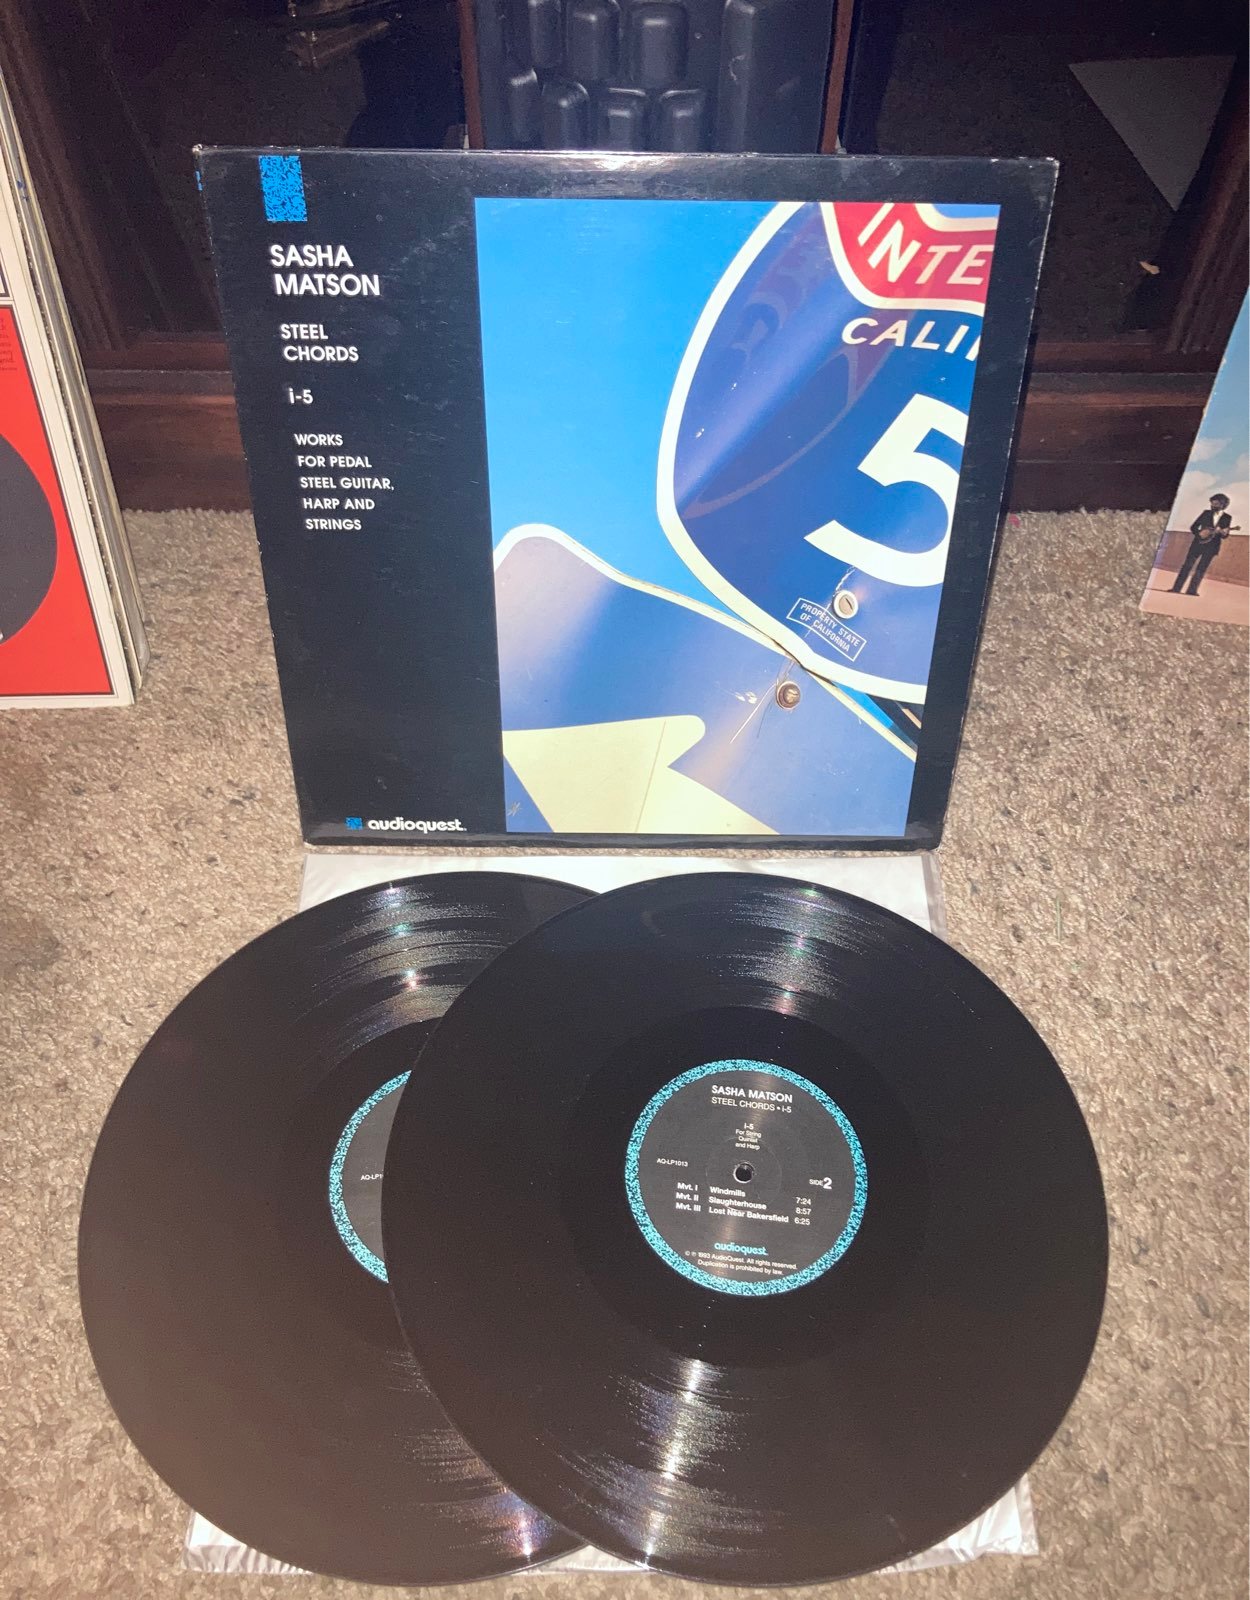 SASHA
MATSON
STEEL
CHORDS
i-5
WORKS
FOR PEDAL
STEEL GUITAR,
HARP AND
STRINGS
audioquest.
INTE
CALI
5
PROPERTY STATE
OF CALIFORNIA
SASHA MATSON
STEEL CHORDS • i-5
i-5
For String
Quintet
and Harp
AQ-LP1013
SIDE 2
Mvt. I Windmills 7:24
Mvt. II Slaughterhouse 8:57
Mvt. III Lost Near Bakersfield 6:25
audioquest.
© ℗ 1993 AudioQuest. All rights reserved.
Duplication is prohibited by law.
AQ-LP1